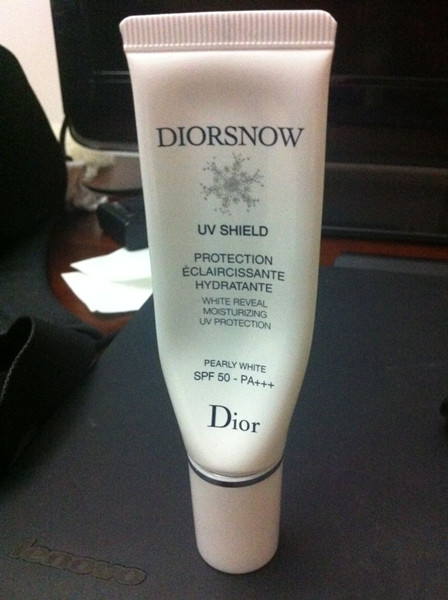 DIORSNOW
UV SHIELD
PROTECTION
ÉCLAIRCISSANTE
HYDRATANTE
WHITE REVEAL
MOISTURIZING
UV PROTECTION
PEARLY WHITE
SPF 50 - PA+++
Dior
lenovo